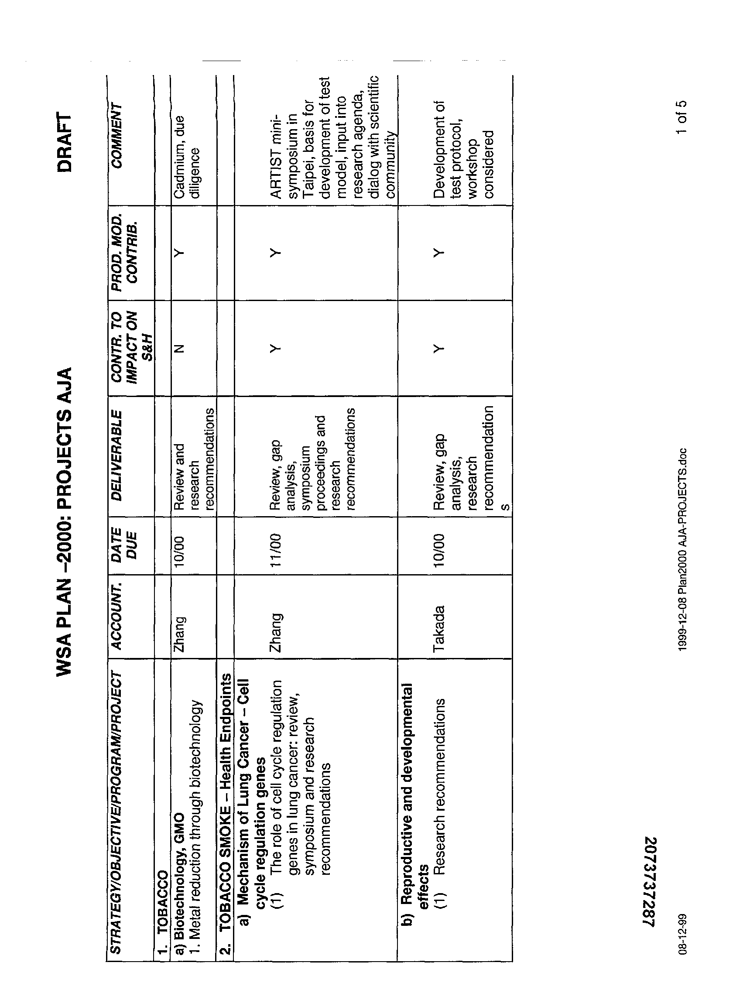 WSA PLAN –2000: PROJECTS AJA
DRAFT
STRATEGY/OBJECTIVE/PROGRAM/PROJECT
ACCOUNT.
DATE
DUE
DELIVERABLE
CONTR. TO
IMPACT ON
S&H
PROD. MOD.
CONTRIB.
COMMENT
1. TOBACCO
a) Biotechnology, GMO
1. Metal reduction through biotechnology
Zhang
10/00
Review and
research
recommendations
N
Y
Cadmium, due
diligence
2. TOBACCO SMOKE – Health Endpoints
a) Mechanism of Lung Cancer – Cell
cycle regulation genes
(1) The role of cell cycle regulation
genes in lung cancer: review,
symposium and research
recommendations
Zhang
11/00
Review, gap
analysis,
symposium
proceedings and
research
recommendations
Y
Y
ARTIST mini-
symposium in
Taipei, basis for
development of test
model, input into
research agenda,
dialog with scientific
community
b) Reproductive and developmental
effects
(1) Research recommendations
Takada
10/00
Review, gap
analysis,
research
recommendation
s
Y
Y
Development of
test protocol,
workshop
considered
2073737287
08-12-99
1999-12-08 Plan2000 AJA-PROJECTS.doc
1 of 5